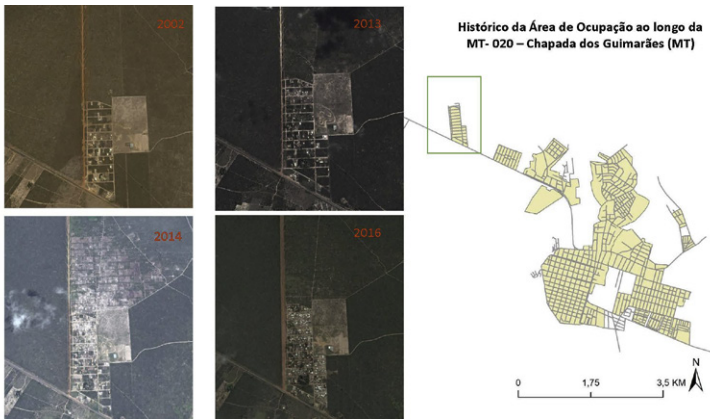 2002
2013
Histórico da Área de Ocupação ao longo da
MT- 020 – Chapada dos Guimarães (MT)
2014
2016
N
0 1,75 3,5 KM